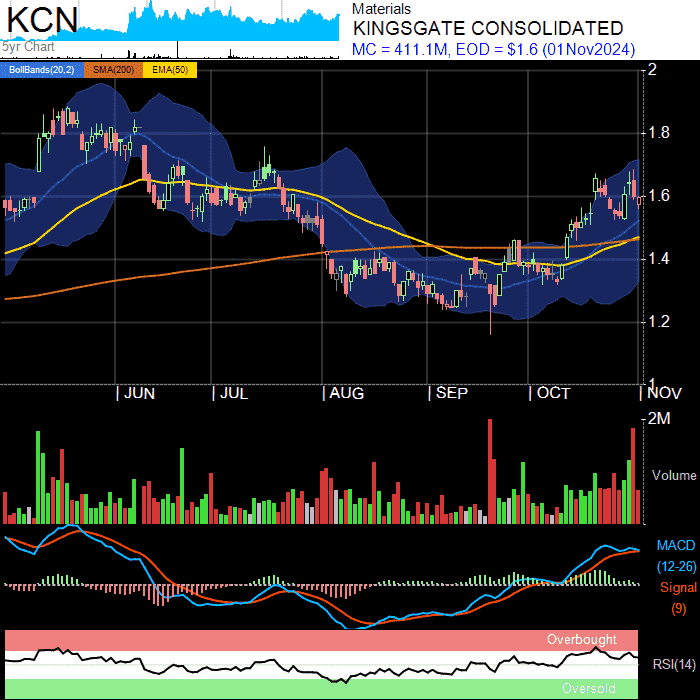 KCN
5yr Chart
Materials
KINGSGATE CONSOLIDATED
MC = 411.1M, EOD = $1.6 (01Nov2024)
BollBands(20,2) SMA(200) EMA(50)
2
1.8
1.6
1.4
1.2
1
JUN JUL AUG SEP OCT NOV
2M
Volume
MACD
(12-26)
Signal
(9)
Overbought
RSI(14)
Oversold